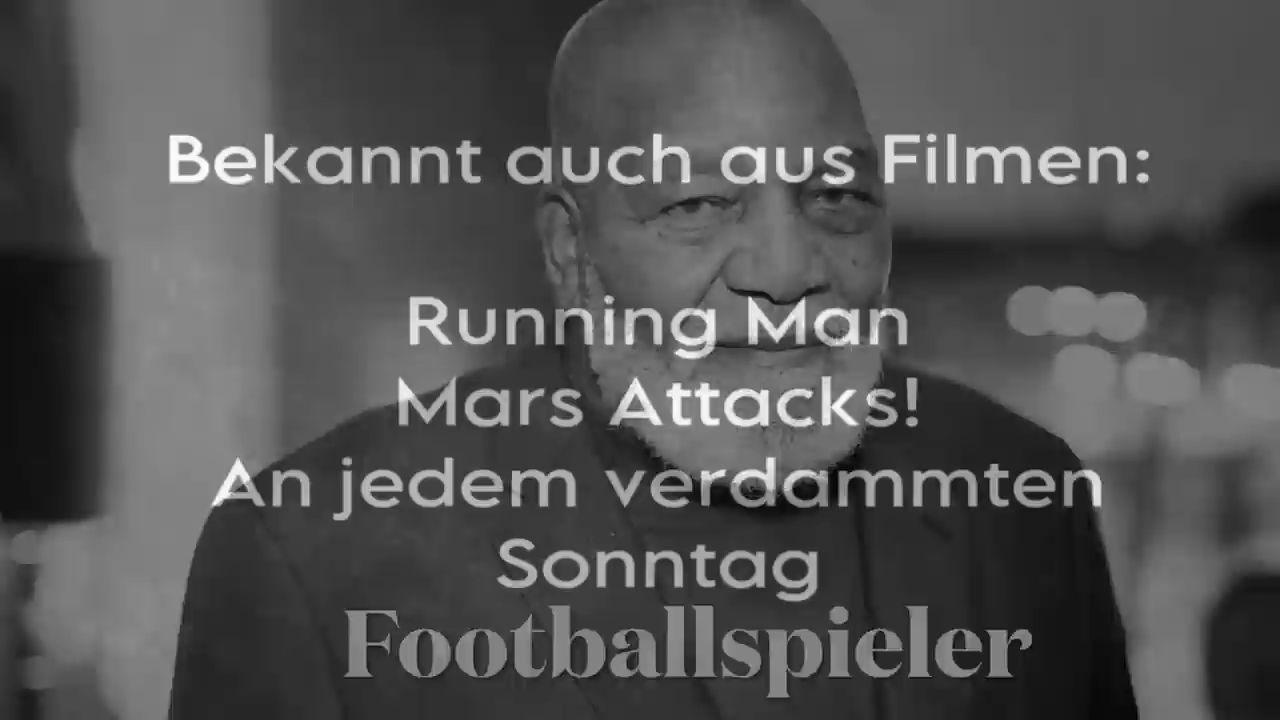 Bekannt auch aus Filmen:
Running Man
Mars Attacks!
An jedem verdammten
Sonntag
Footballspieler